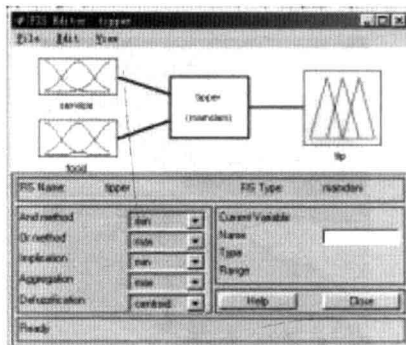 FIS Editor tipper
File Edit View
service
tipper
(mamdani)
food
tip
FIS Name: tipper FIS Type: mamdani
And method min
Or method max
Implication min
Aggregation max
Defuzzification centroid
Current Variable
Name
Type
Range
Help Close
Ready